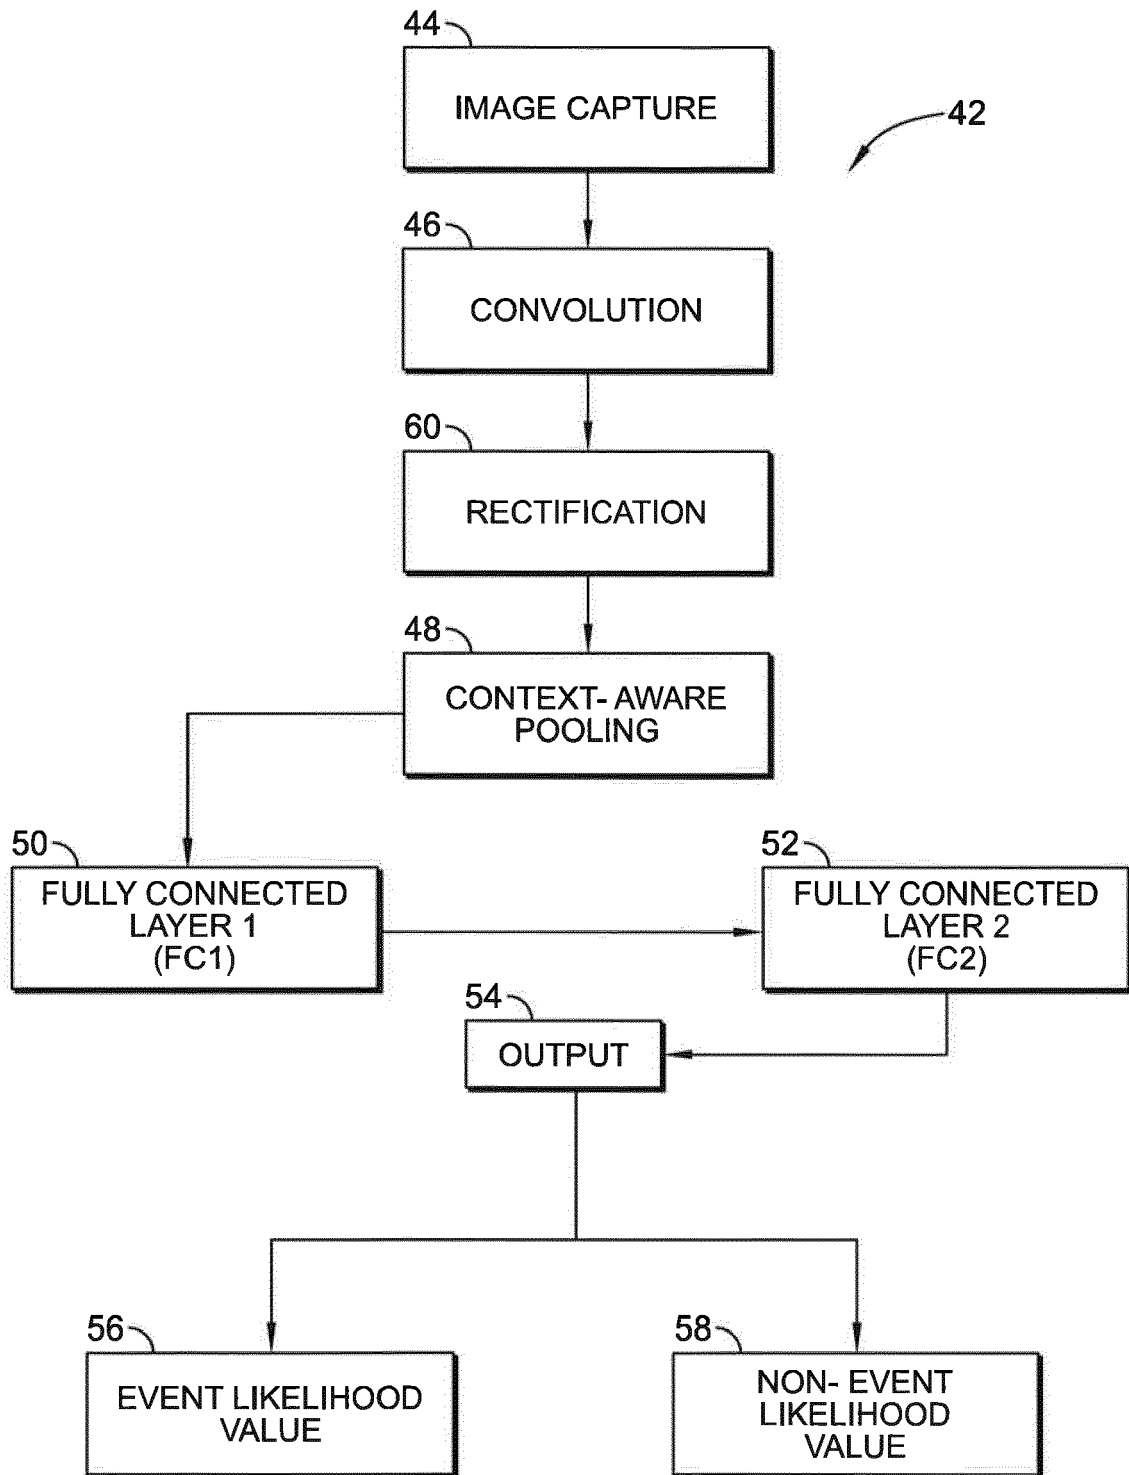 44
IMAGE CAPTURE
42
46
CONVOLUTION
60
RECTIFICATION
48
CONTEXT- AWARE
POOLING
50
FULLY CONNECTED
LAYER 1
(FC1)
52
FULLY CONNECTED
LAYER 2
(FC2)
54
OUTPUT
56
EVENT LIKELIHOOD
VALUE
58
NON- EVENT
LIKELIHOOD
VALUE